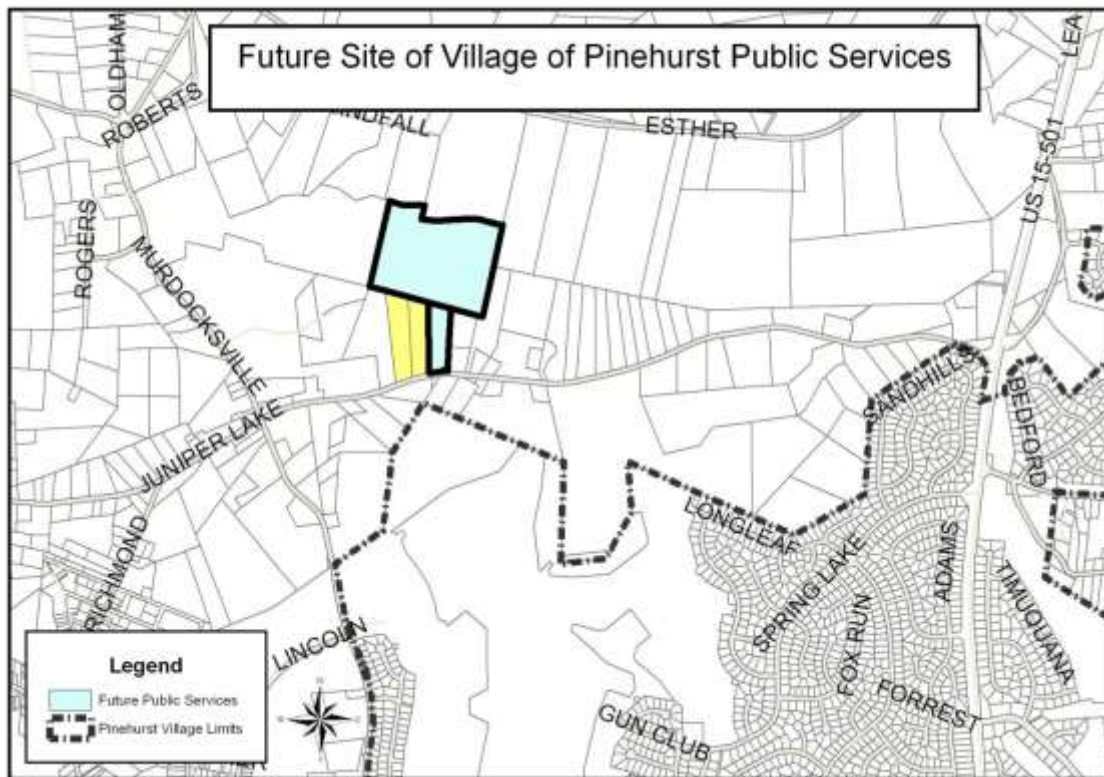 Future Site of Village of Pinehurst Public Services
OLDHAM
LEA
ROBERTS
ESTHER
US 15-501
ROGERS
MURDOCKSVILLE
JUNIPER LAKE
SANDHILLS
BEDFORD
LONGLEAF
RICHMOND
SPRING LAKE
ADAMS
TIMUQUANA
FOX RUN
LINCOLN
FORREST
GUN CLUB
Legend
Future Public Services
Pinehurst Village Limits